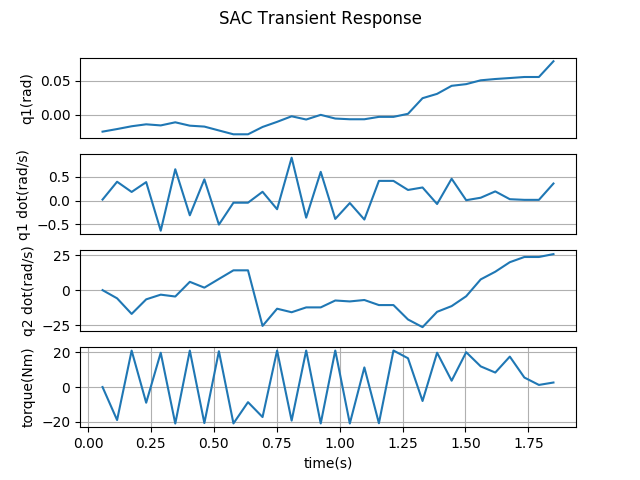 SAC Transient Response
q1(rad)
0.05
0.00
q1 dot(rad/s)
0.5
0.0
−0.5
q2 dot(rad/s)
25
0
−25
torque(Nm)
20
0
−20
0.00 0.25 0.50 0.75 1.00 1.25 1.50 1.75
time(s)